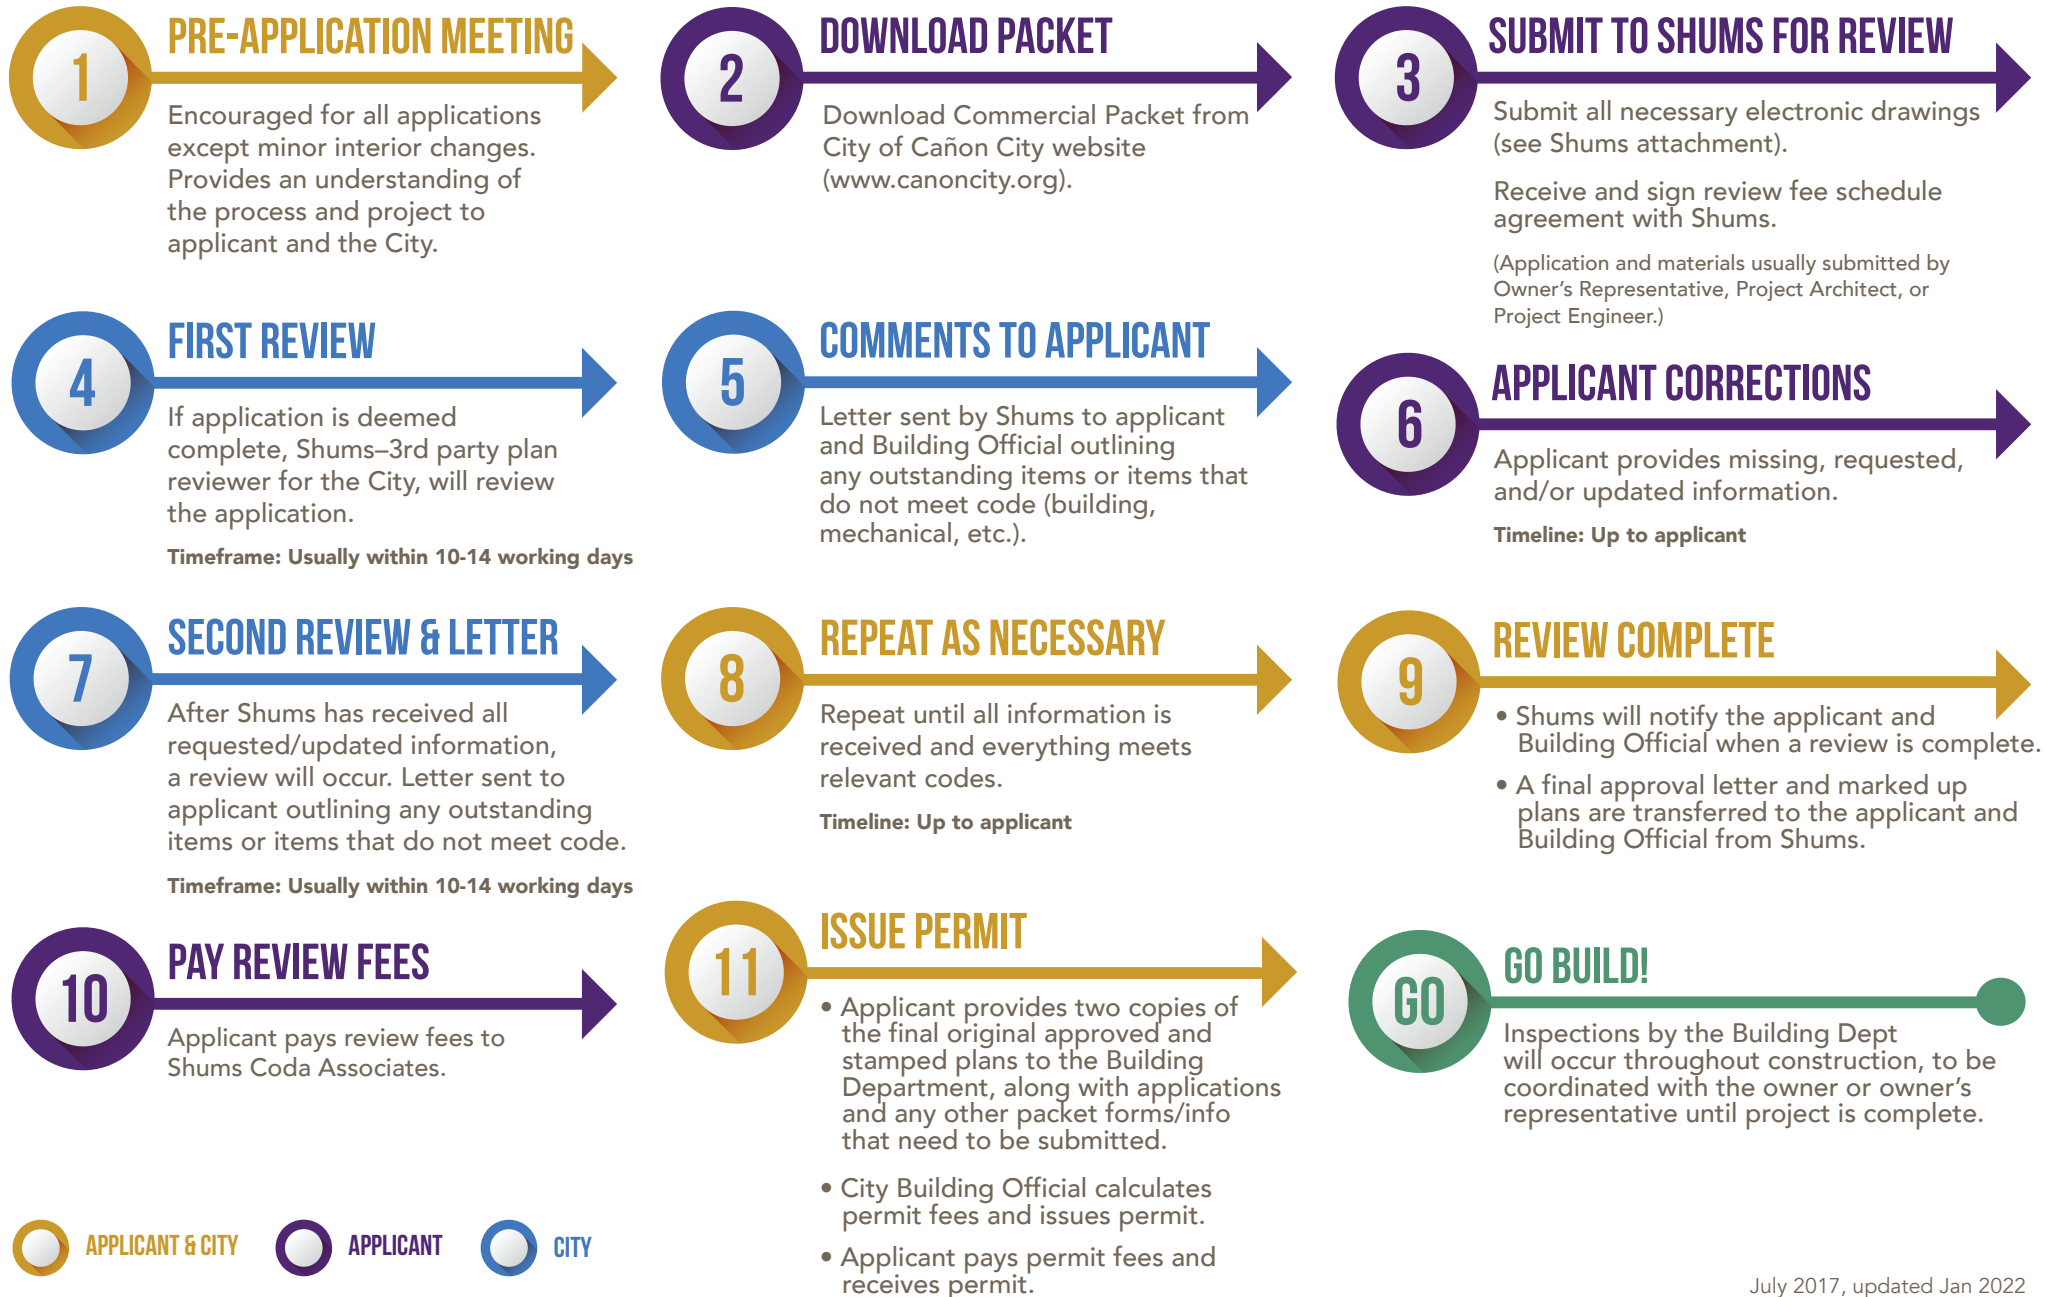 1
PRE-APPLICATION MEETING
Encouraged for all applications
except minor interior changes.
Provides an understanding of
the process and project to
applicant and the City.
2
DOWNLOAD PACKET
Download Commercial Packet from
City of Cañon City website
(www.canoncity.org).
3
SUBMIT TO SHUMS FOR REVIEW
Submit all necessary electronic drawings
(see Shums attachment).
Receive and sign review fee schedule
agreement with Shums.
(Application and materials usually submitted by
Owner's Representative, Project Architect, or
Project Engineer.)
4
FIRST REVIEW
If application is deemed
complete, Shums–3rd party plan
reviewer for the City, will review
the application.
Timeframe: Usually within 10-14 working days
5
COMMENTS TO APPLICANT
Letter sent by Shums to applicant
and Building Official outlining
any outstanding items or items that
do not meet code (building,
mechanical, etc.).
6
APPLICANT CORRECTIONS
Applicant provides missing, requested,
and/or updated information.
Timeline: Up to applicant
7
SECOND REVIEW & LETTER
After Shums has received all
requested/updated information,
a review will occur. Letter sent to
applicant outlining any outstanding
items or items that do not meet code.
Timeframe: Usually within 10-14 working days
8
REPEAT AS NECESSARY
Repeat until all information is
received and everything meets
relevant codes.
Timeline: Up to applicant
9
REVIEW COMPLETE
• Shums will notify the applicant and
Building Official when a review is complete.
• A final approval letter and marked up
plans are transferred to the applicant and
Building Official from Shums.
10
PAY REVIEW FEES
Applicant pays review fees to
Shums Coda Associates.
11
ISSUE PERMIT
• Applicant provides two copies of
the final original approved and
stamped plans to the Building
Department, along with applications
and any other packet forms/info
that need to be submitted.
• City Building Official calculates
permit fees and issues permit.
• Applicant pays permit fees and
receives permit.
GO
GO BUILD!
Inspections by the Building Dept
will occur throughout construction, to be
coordinated with the owner or owner's
representative until project is complete.
APPLICANT & CITY
APPLICANT
CITY
July 2017, updated Jan 2022